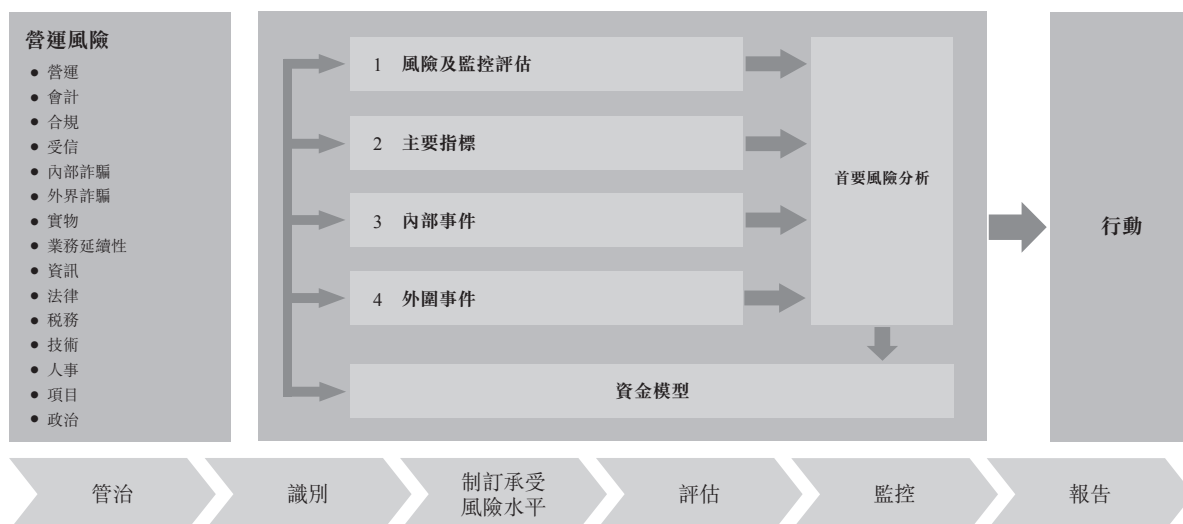 營運風險
● 營運
● 會計
● 合規
● 受信
● 內部詐騙
● 外界詐騙
● 實物
● 業務延續性
● 資訊
● 法律
● 税務
● 技術
● 人事
● 項目
● 政治
1 風險及監控評估
2 主要指標
3 內部事件
4 外圍事件
首要風險分析
資金模型
行動
管治
識別
制訂承受
風險水平
評估
監控
報告